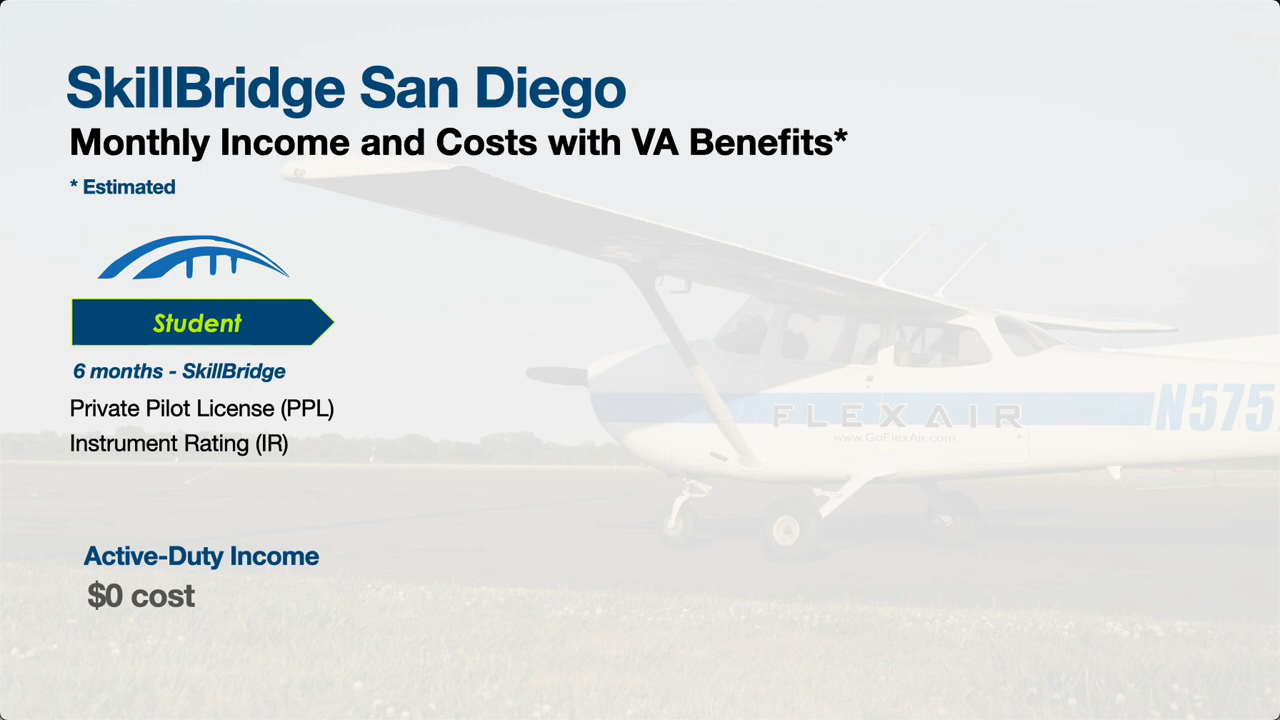 SkillBridge San Diego
Monthly Income and Costs with VA Benefits*
* Estimated
Student
6 months - SkillBridge
Private Pilot License (PPL)
Instrument Rating (IR)
N575
FLEXAIR
www.GoFlexAir.com
Active-Duty Income
$0 cost